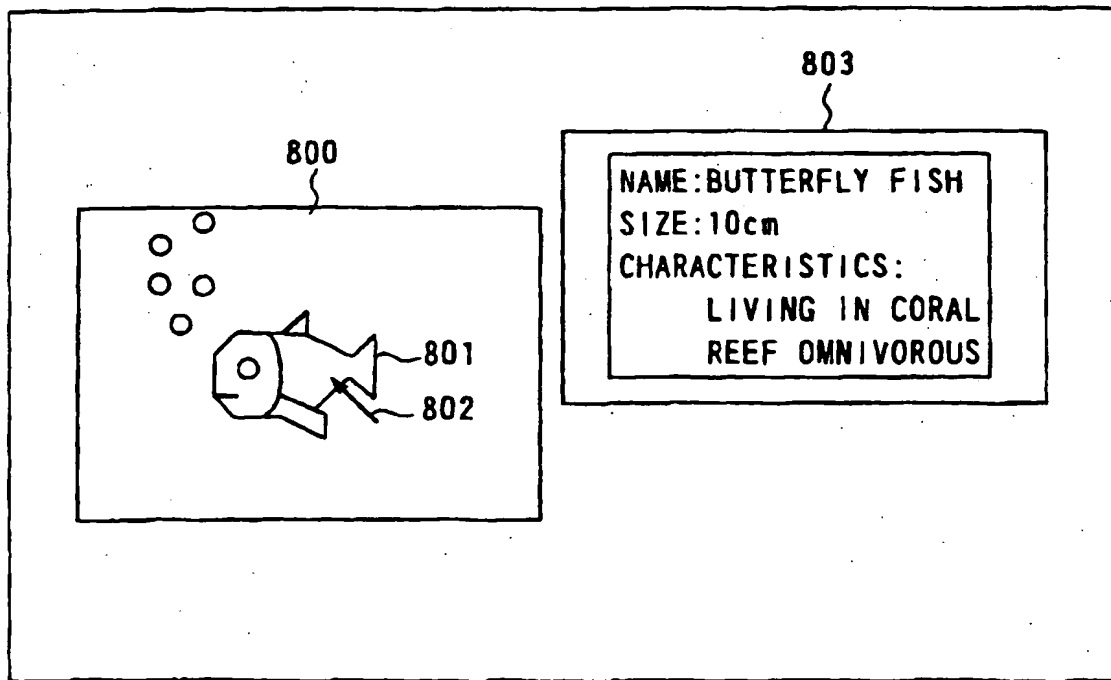 803
800
NAME:BUTTERFLY FISH
SIZE:10cm
CHARACTERISTICS:
LIVING IN CORAL
REEF OMNIVOROUS
801
802